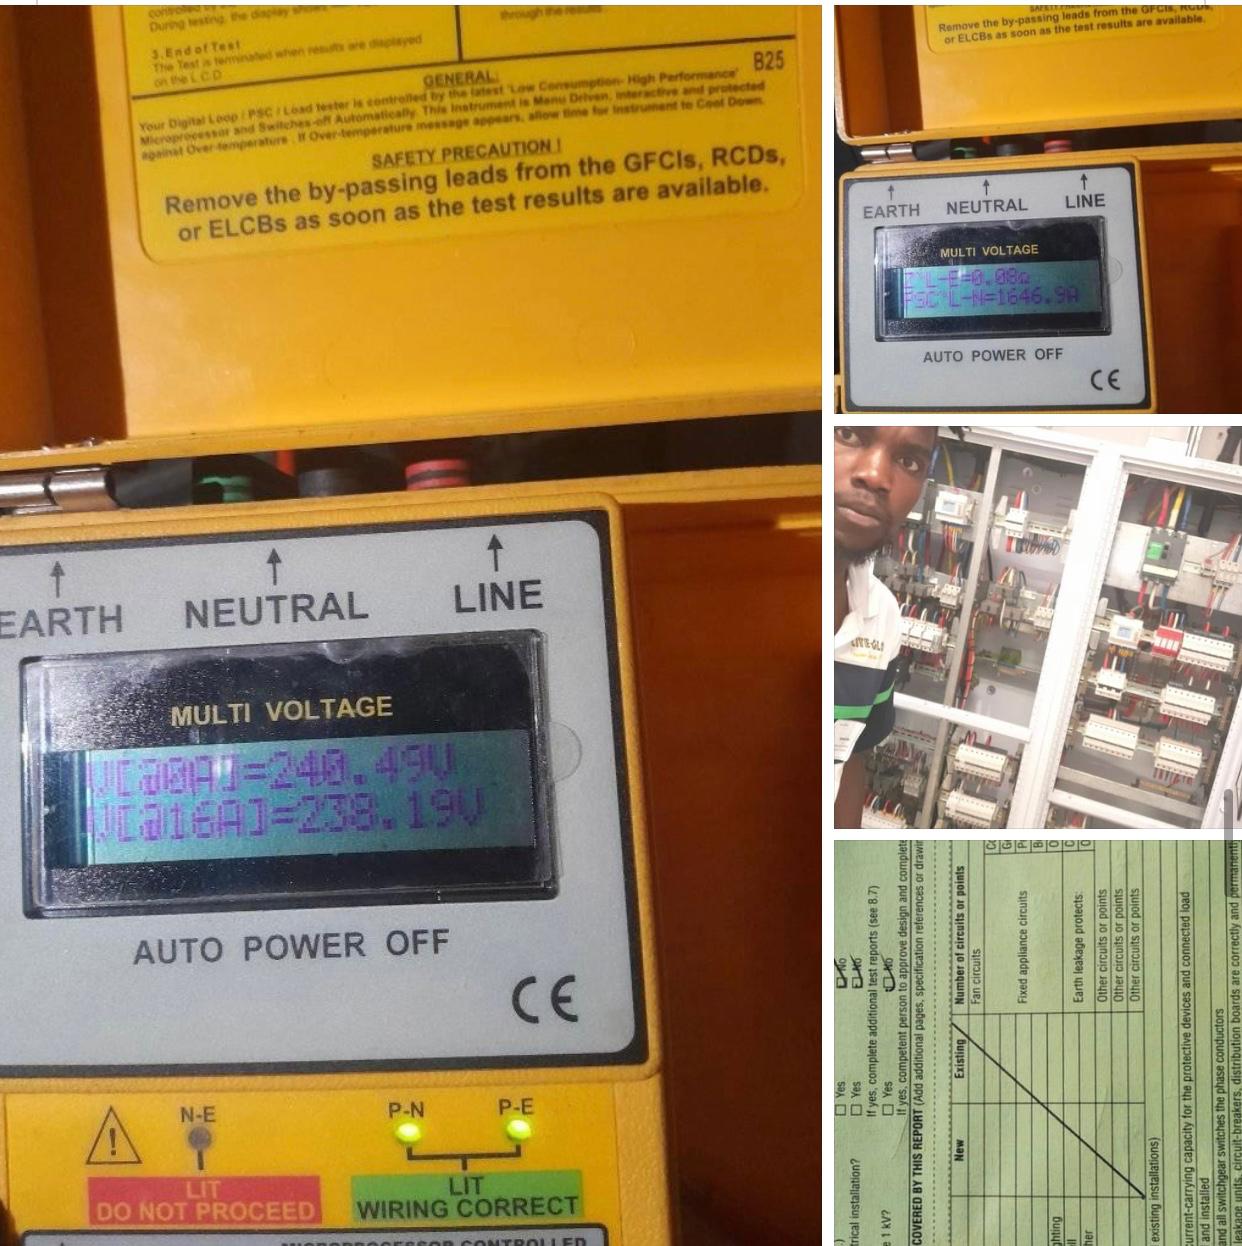 During testing, the display shows
through the results.
3. End of Test
The Test is terminated when results are displayed
on the L.C.D
B25
GENERAL:
Your Digital Loop / PSC / Load tester is controlled by the latest 'Low Consumption- High Performance'
Microprocessor and Switches-off Automatically. This Instrument is Menu Driven, Interactive and protected
against Over-temperature. If Over-temperature message appears, allow time for Instrument to Cool Down.
SAFETY PRECAUTION !
Remove the by-passing leads from the GFCIs, RCDs,
or ELCBs as soon as the test results are available.
EARTH NEUTRAL LINE
MULTI VOLTAGE
V[@0A]=240.49V
V[@16A]=238.19V
AUTO POWER OFF
CE
N-E P-N P-E
LIT
DO NOT PROCEED
LIT
WIRING CORRECT
MICROPROCESSOR CONTROLLED
SAFETY PRECAUTION !
Remove the by-passing leads from the GFCIs, RCDs,
or ELCBs as soon as the test results are available.
EARTH NEUTRAL LINE
MULTI VOLTAGE
Z^L-E=0.08Ω
PSC^L-N=1646.9A
AUTO POWER OFF
CE
trical installation?
Yes No
Yes No
If yes, complete additional test reports (see 8.7)
e 1 kV?
Yes No
If yes, competent person to approve design and complete
COVERED BY THIS REPORT (Add additional pages, specification references or drawin
New Existing Number of circuits or points
Fan circuits
Fixed appliance circuits
Earth leakage protects:
Other circuits or points
Other circuits or points
Other circuits or points
existing installations)
urrent-carrying capacity for the protective devices and connected load
and installed
and all switchgear switches the phase conductors
leakage units, circuit-breakers, distribution boards are correctly and permanently